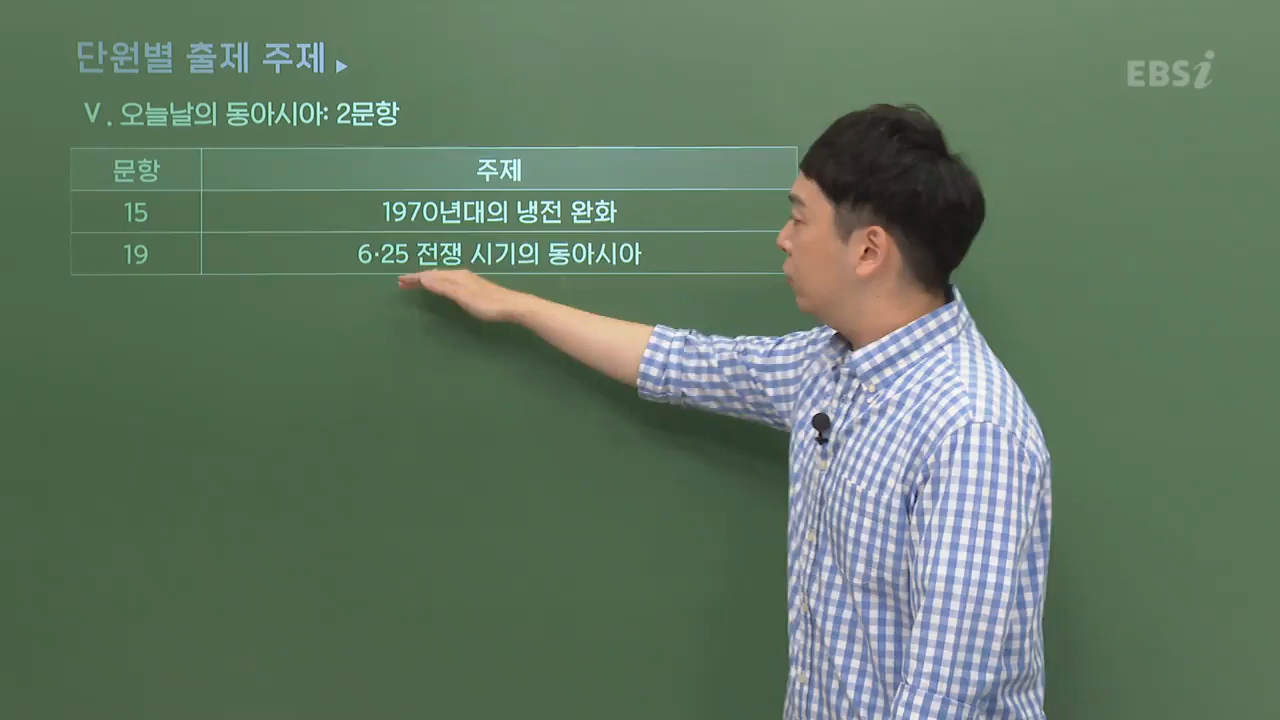 단원별 출제 주제
EBSi
Ⅴ. 오늘날의 동아시아: 2문항
문항 주제
15 1970년대의 냉전 완화
19 6·25 전쟁 시기의 동아시아